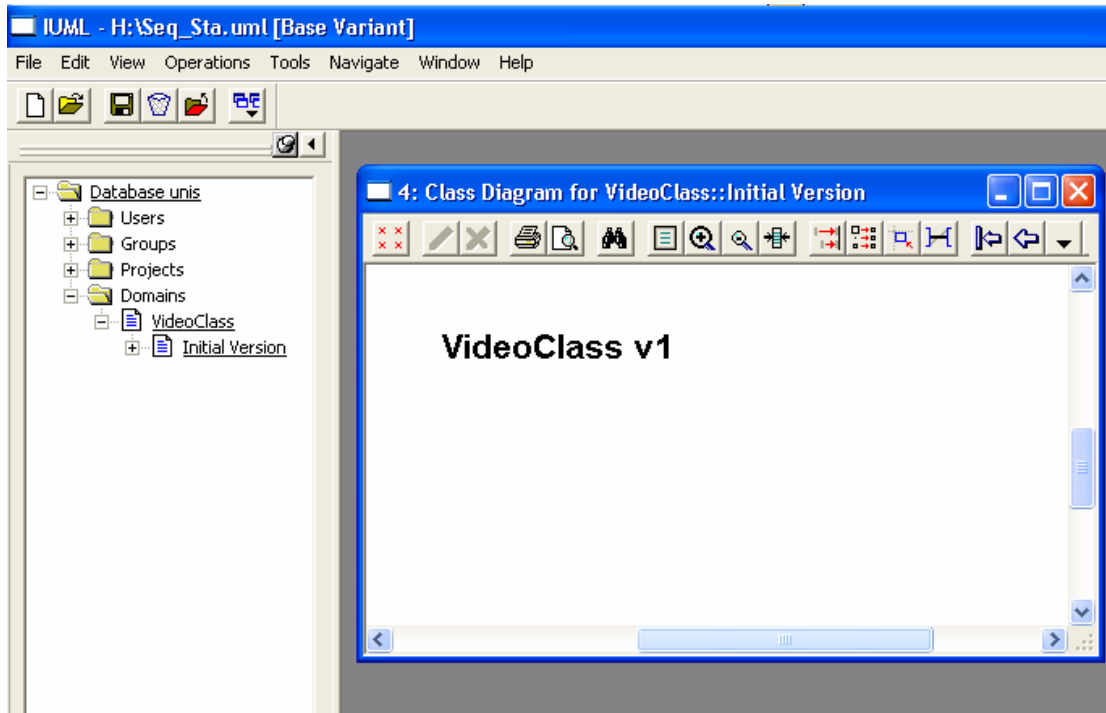 IUML - H:\Seq_Sta.uml [Base Variant]
File Edit View Operations Tools Navigate Window Help
Database unis
Users
Groups
Projects
Domains
VideoClass
Initial Version
4: Class Diagram for VideoClass::Initial Version
VideoClass v1